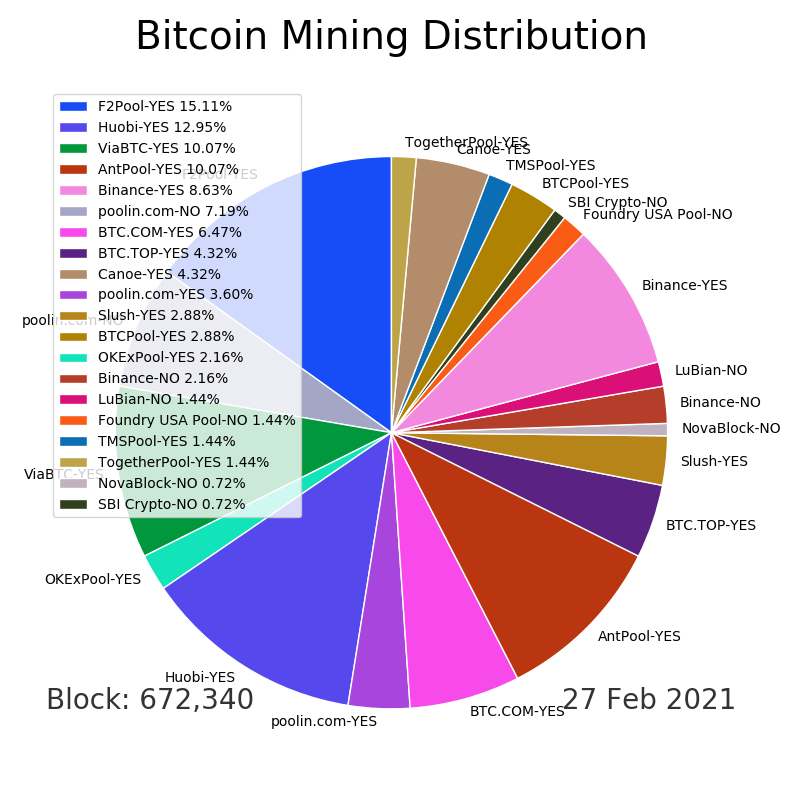 Bitcoin Mining Distribution
F2Pool-YES 15.11%
Huobi-YES 12.95%
ViaBTC-YES 10.07%
AntPool-YES 10.07%
Binance-YES 8.63%
poolin.com-NO 7.19%
BTC.COM-YES 6.47%
BTC.TOP-YES 4.32%
Canoe-YES 4.32%
poolin.com-YES 3.60%
Slush-YES 2.88%
BTCPool-YES 2.88%
OKExPool-YES 2.16%
Binance-NO 2.16%
LuBian-NO 1.44%
Foundry USA Pool-NO 1.44%
TMSPool-YES 1.44%
TogetherPool-YES 1.44%
NovaBlock-NO 0.72%
SBI Crypto-NO 0.72%
F2Pool-YES
poolin.com-NO
ViaBTC-YES
OKExPool-YES
Huobi-YES
poolin.com-YES
BTC.COM-YES
AntPool-YES
BTC.TOP-YES
Slush-YES
NovaBlock-NO
Binance-NO
LuBian-NO
Binance-YES
Foundry USA Pool-NO
SBI Crypto-NO
BTCPool-YES
TMSPool-YES
Canoe-YES
TogetherPool-YES
Block: 672,340
27 Feb 2021